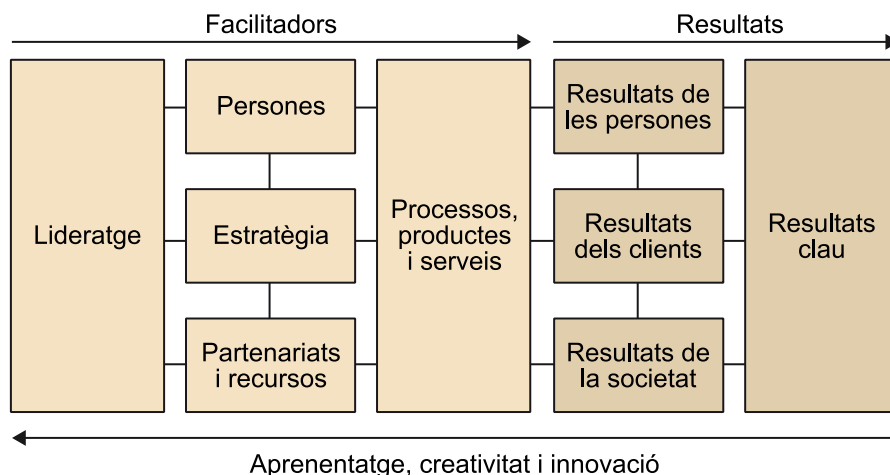 Facilitadors
Resultats
Lideratge
Persones
Estratègia
Partenariats
i recursos
Processos,
productes
i serveis
Resultats de
les persones
Resultats
dels clients
Resultats de
la societat
Resultats
clau
Aprenentatge, creativitat i innovació